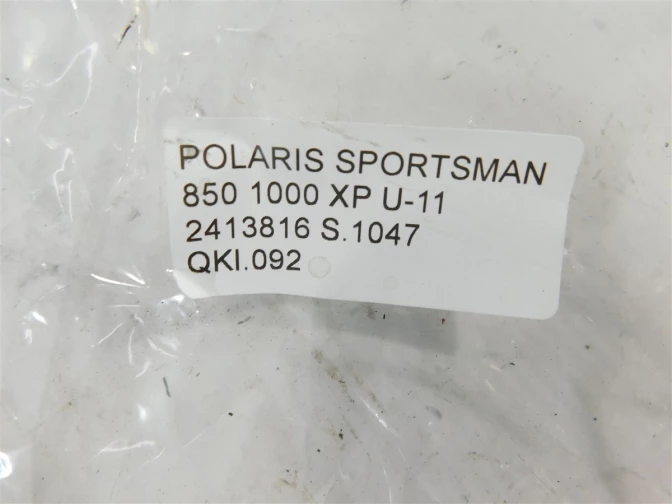 POLARIS SPORTSMAN
850 1000 XP U-11
2413816 S.1047
QKI.092